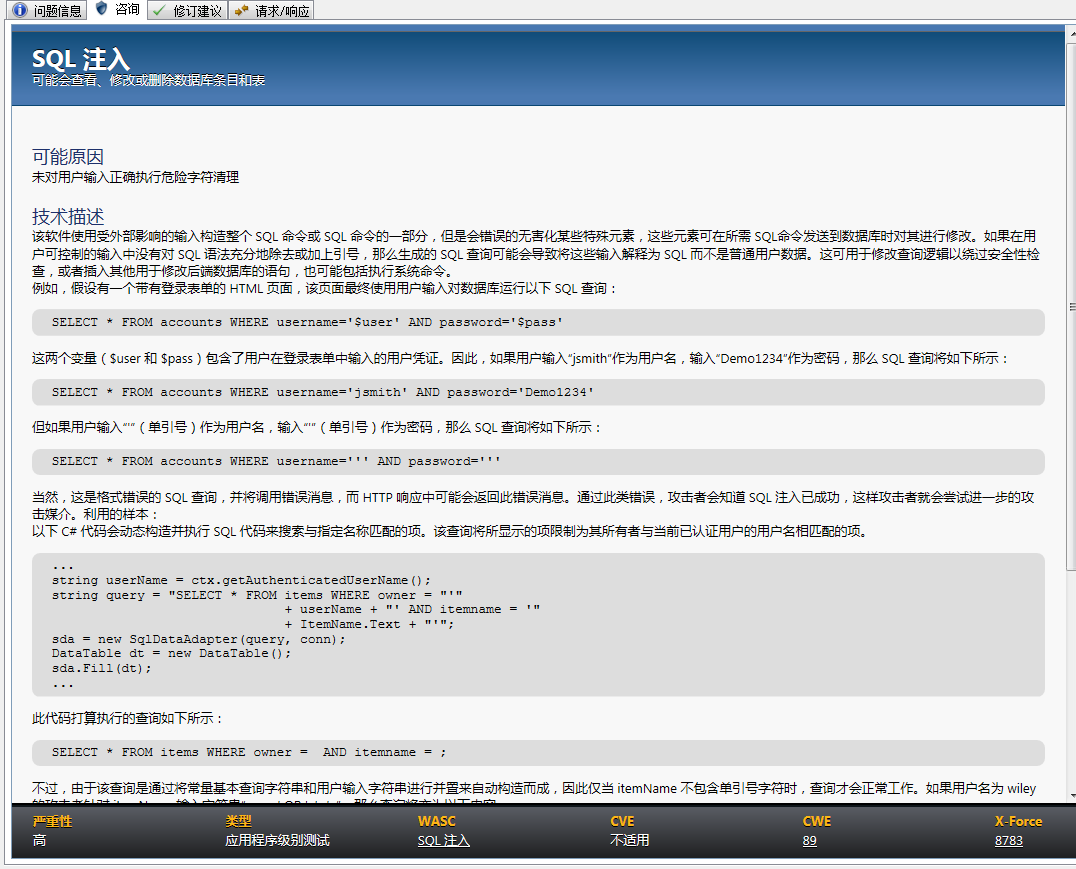 问题信息 咨询 修订建议 请求/响应
SQL 注入
可能会查看、修改或删除数据库条目和表
可能原因
未对用户输入正确执行危险字符清理
技术描述
该软件使用受外部影响的输入构造整个 SQL 命令或 SQL 命令的一部分，但是会错误的无害化某些特殊元素，这些元素可在所需 SQL命令发送到数据库时对其进行修改。如果在用
户可控制的输入中没有对 SQL 语法充分地除去或加上引号，那么生成的 SQL 查询可能会导致将这些输入解释为 SQL 而不是普通用户数据。这可用于修改查询逻辑以绕过安全性检
查，或者插入其他用于修改后端数据库的语句，也可能包括执行系统命令。
例如，假设有一个带有登录表单的 HTML 页面，该页面最终使用用户输入对数据库运行以下 SQL 查询：
SELECT * FROM accounts WHERE username='$user' AND password='$pass'
这两个变量（$user 和 $pass）包含了用户在登录表单中输入的用户凭证。因此，如果用户输入“jsmith”作为用户名，输入“Demo1234”作为密码，那么 SQL 查询将如下所示：
SELECT * FROM accounts WHERE username='jsmith' AND password='Demo1234'
但如果用户输入“'”（单引号）作为用户名，输入“'”（单引号）作为密码，那么 SQL 查询将如下所示：
SELECT * FROM accounts WHERE username=''' AND password='''
当然，这是格式错误的 SQL 查询，并将调用错误消息，而 HTTP 响应中可能会返回此错误消息。通过此类错误，攻击者会知道 SQL 注入已成功，这样攻击者就会尝试进一步的攻
击媒介。利用的样本：
以下 C# 代码会动态构造并执行 SQL 代码来搜索与指定名称匹配的项。该查询将所显示的项限制为其所有者与当前已认证用户的用户名相匹配的项。
...
string userName = ctx.getAuthenticatedUserName();
string query = "SELECT * FROM items WHERE owner = "'"
+ userName + "' AND itemname = '"
+ ItemName.Text + "'";
sda = new SqlDataAdapter(query, conn);
DataTable dt = new DataTable();
sda.Fill(dt);
...
此代码打算执行的查询如下所示：
SELECT * FROM items WHERE owner =  AND itemname = ;
不过，由于该查询是通过将常量基本查询字符串和用户输入字符串进行并置来自动构造而成，因此仅当 itemName 不包含单引号字符时，查询才会正常工作。如果用户名为 wiley
严重性 类型 WASC CVE CWE X-Force
高 应用程序级别测试 SQL 注入 不适用 89 8783